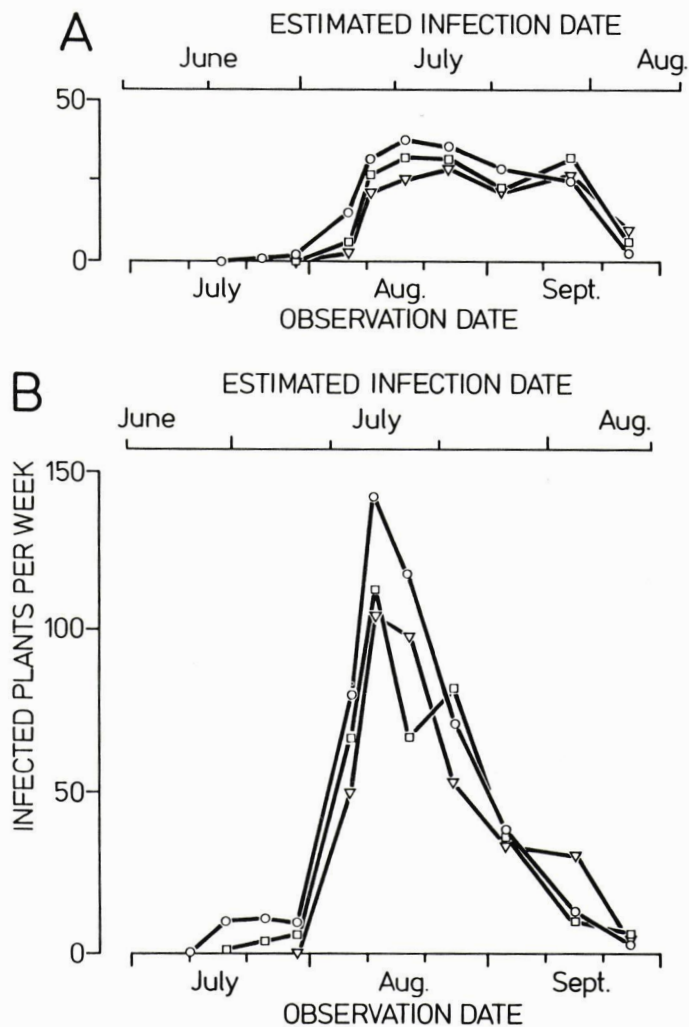 A
ESTIMATED INFECTION DATE
June July Aug.
50
0
July Aug. Sept.
OBSERVATION DATE
B
ESTIMATED INFECTION DATE
June July Aug.
INFECTED PLANTS PER WEEK
150
100
50
0
July Aug. Sept.
OBSERVATION DATE